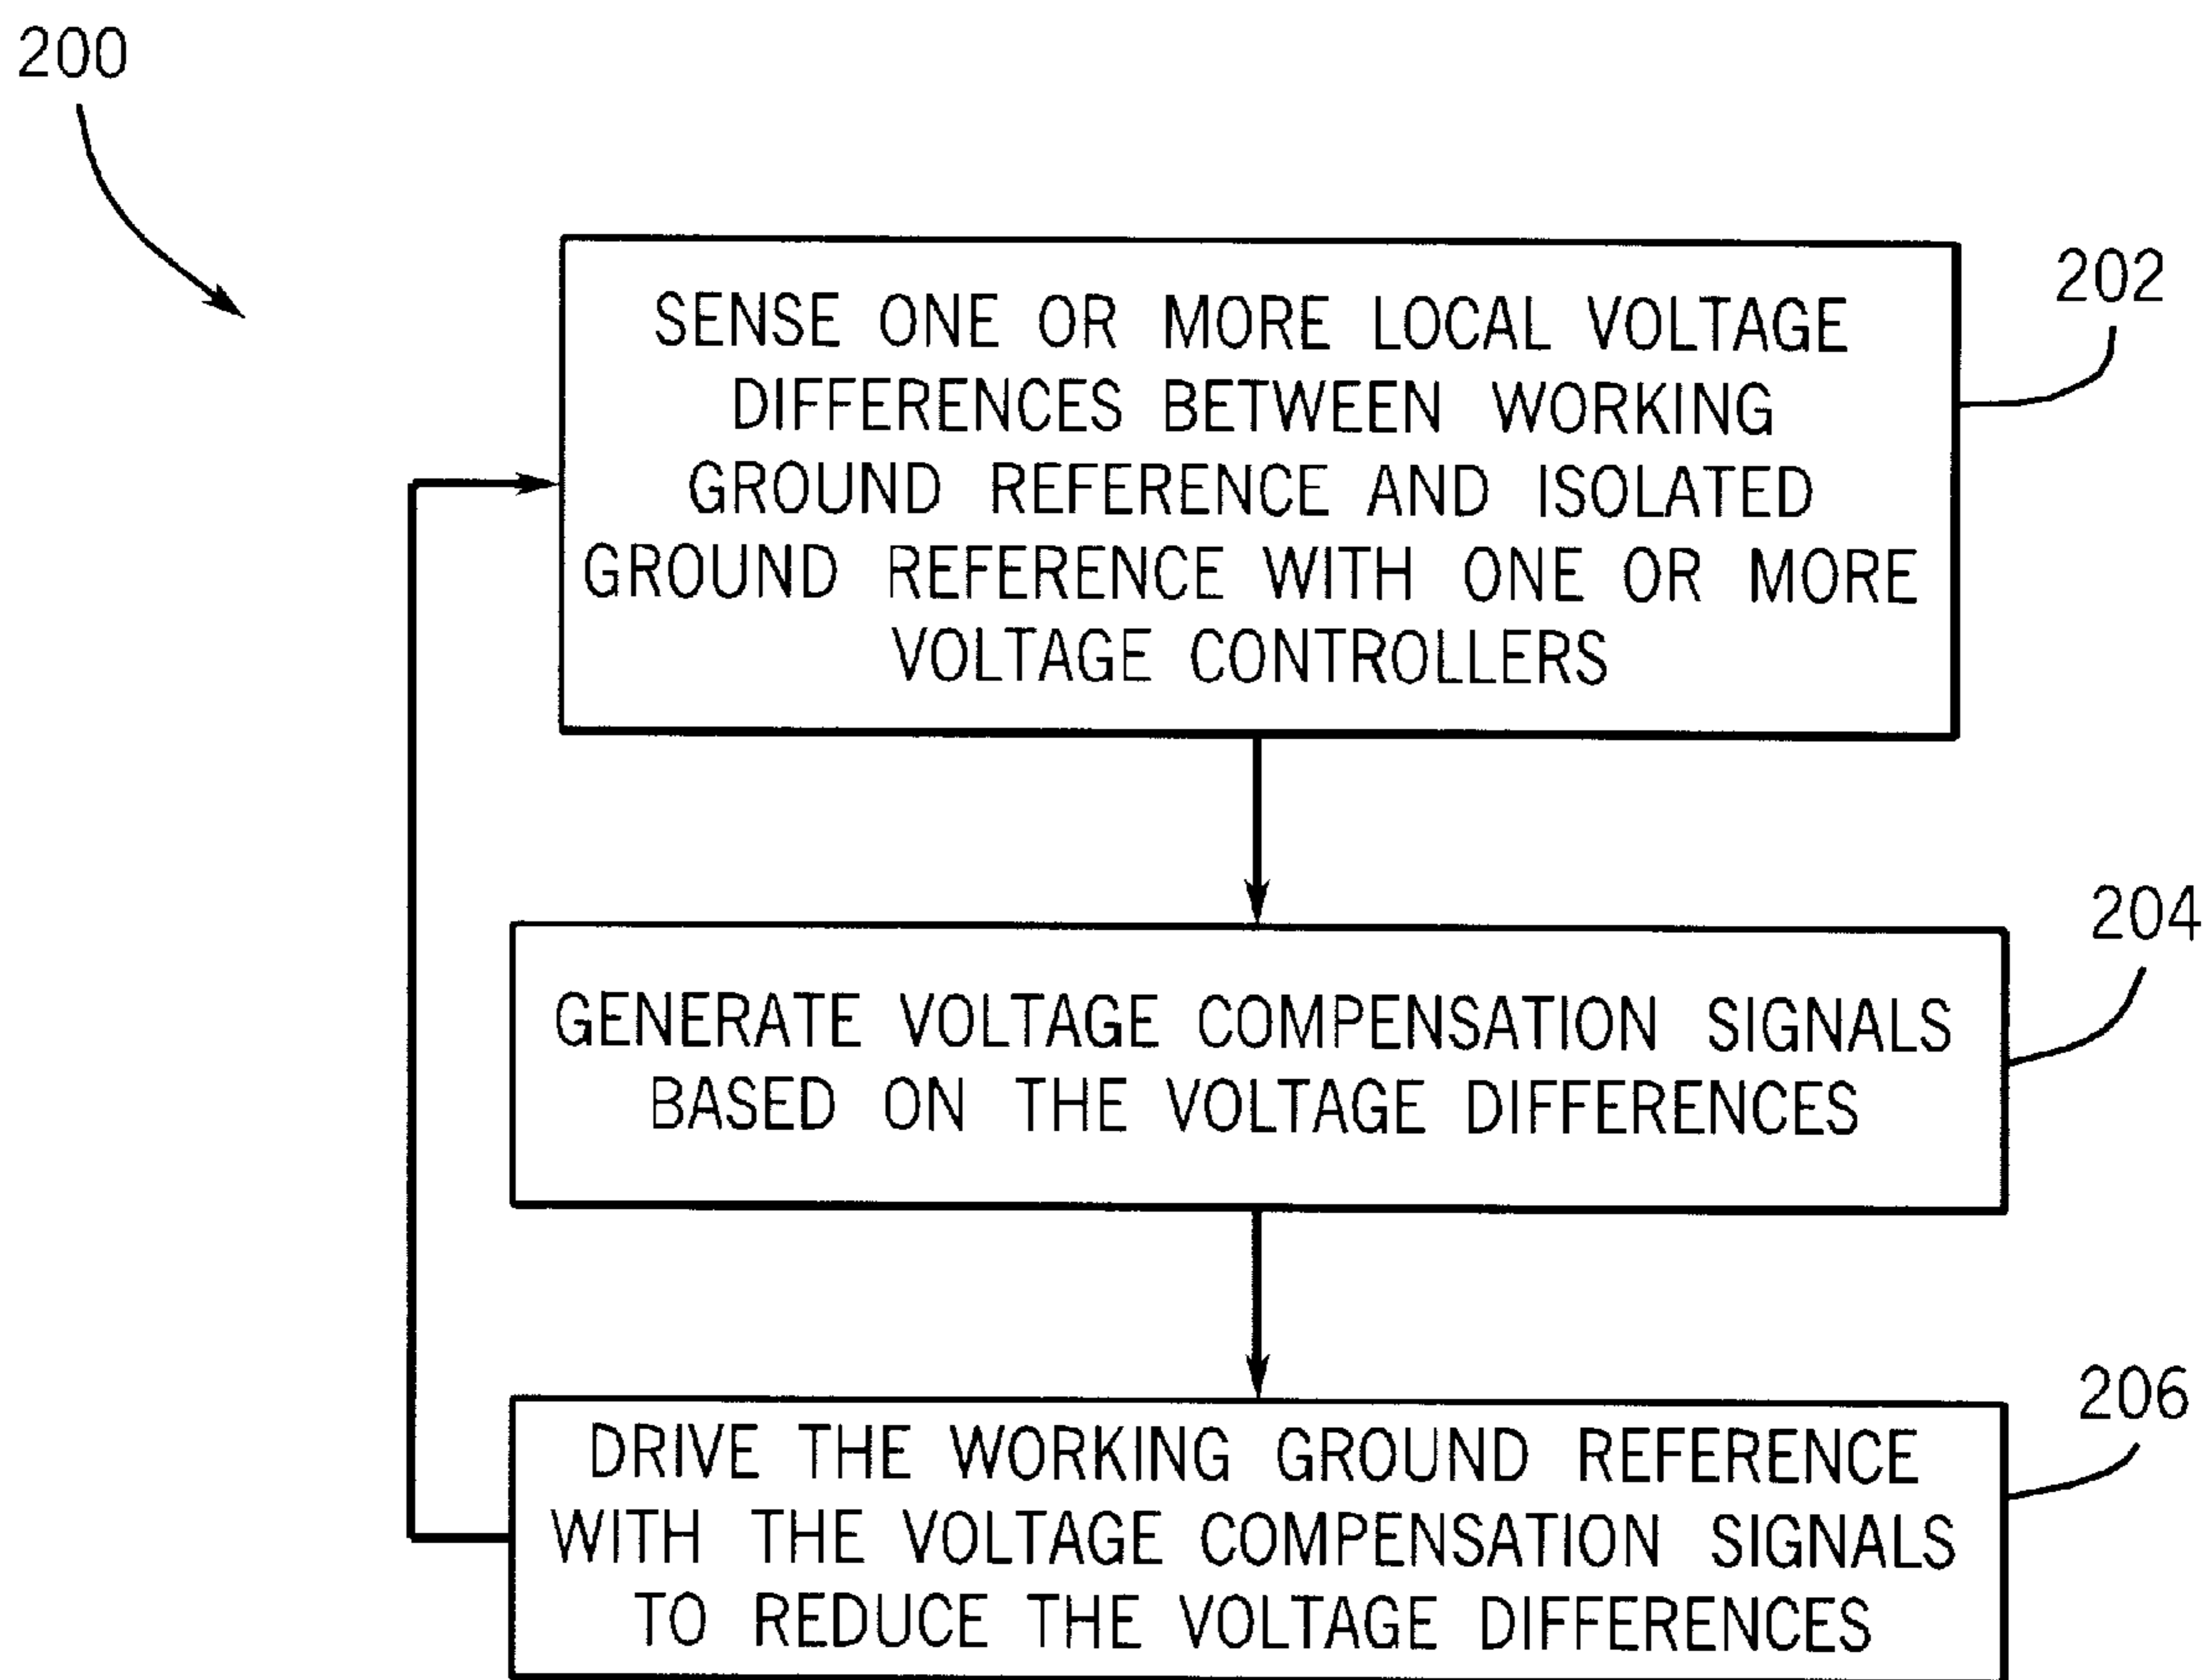 200
202
SENSE ONE OR MORE LOCAL VOLTAGE
DIFFERENCES BETWEEN WORKING
GROUND REFERENCE AND ISOLATED
GROUND REFERENCE WITH ONE OR MORE
VOLTAGE CONTROLLERS
204
GENERATE VOLTAGE COMPENSATION SIGNALS
BASED ON THE VOLTAGE DIFFERENCES
206
DRIVE THE WORKING GROUND REFERENCE
WITH THE VOLTAGE COMPENSATION SIGNALS
TO REDUCE THE VOLTAGE DIFFERENCES